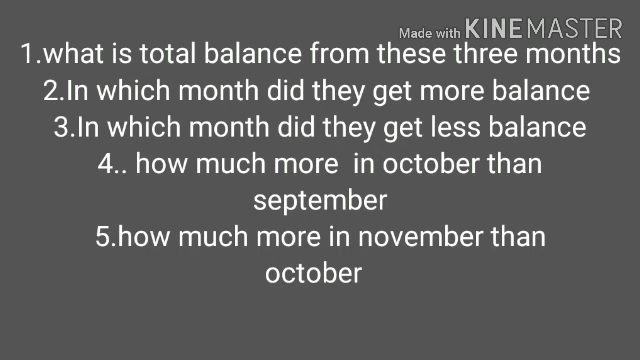 Made with KINEMASTER
1.what is total balance from these three months
2.In which month did they get more balance
3.In which month did they get less balance
4.. how much more  in october than
september
5.how much more in november than
october